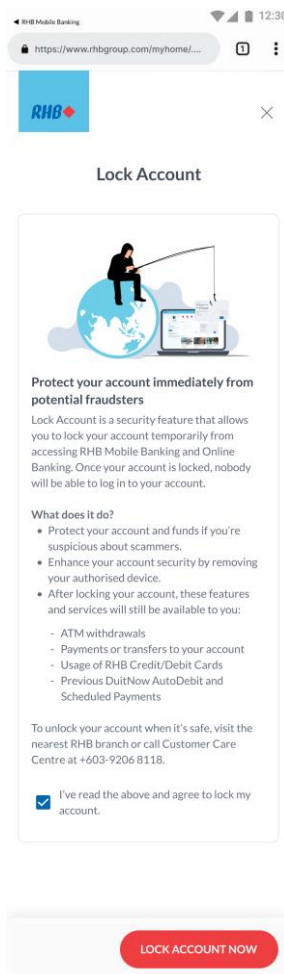 RHB Mobile Banking
12:30
https://www.rhbgroup.com/myhome/....
1
RHB
Lock Account
Protect your account immediately from
potential fraudsters
Lock Account is a security feature that allows
you to lock your account temporarily from
accessing RHB Mobile Banking and Online
Banking. Once your account is locked, nobody
will be able to log in to your account.
What does it do?
• Protect your account and funds if you're
suspicious about scammers.
• Enhance your account security by removing
your authorised device.
• After locking your account, these features
and services will still be available to you:
- ATM withdrawals
- Payments or transfers to your account
- Usage of RHB Credit/Debit Cards
- Previous DuitNow AutoDebit and
Scheduled Payments
To unlock your account when it's safe, visit the
nearest RHB branch or call Customer Care
Centre at +603-9206 8118.
I've read the above and agree to lock my
account.
LOCK ACCOUNT NOW